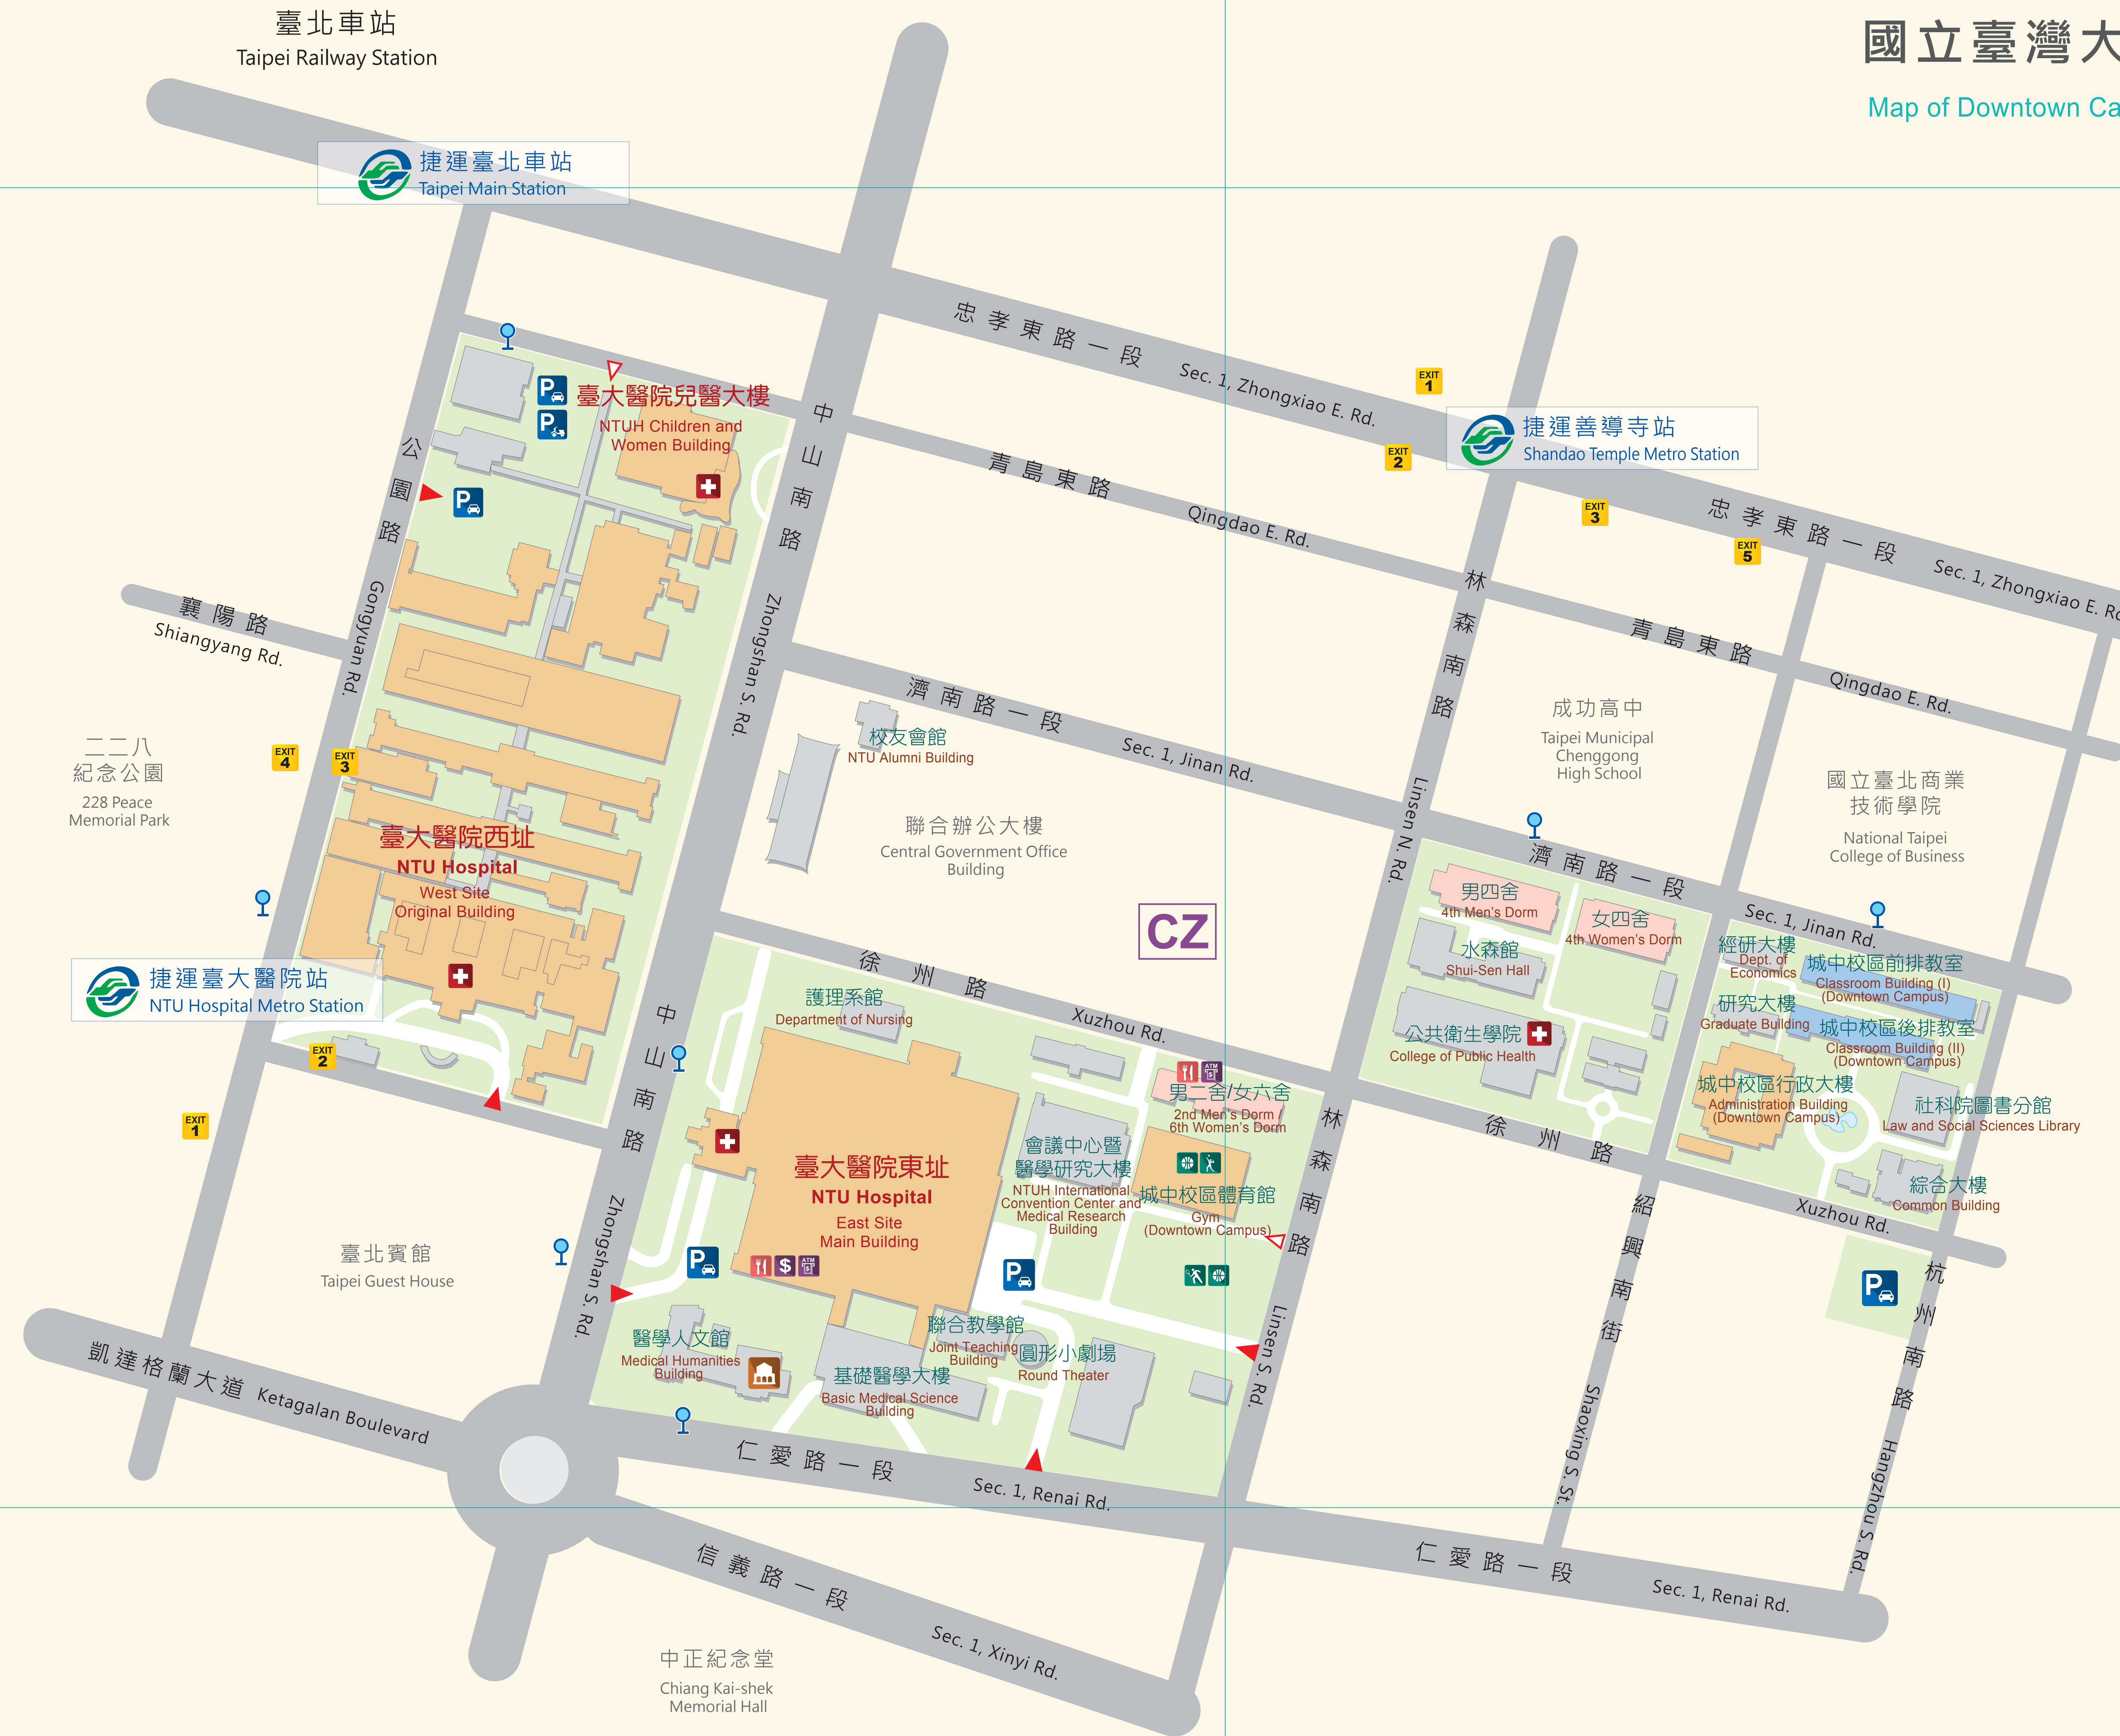 臺北車站
Taipei Railway Station
國立臺灣大
Map of Downtown Ca
捷運臺北車站
Taipei Main Station
忠孝東路一段
Sec. 1, Zhongxiao E. Rd.
EXIT 1
EXIT 2
捷運善導寺站
Shandao Temple Metro Station
EXIT 3
EXIT 5
忠孝東路一段
Sec. 1, Zhongxiao E. Rd
P
P
臺大醫院兒醫大樓
NTUH Children and
Women Building
P
公園路
Gongyuan Rd.
中山南路
Zhongshan S. Rd.
青島東路
Qingdao E. Rd.
青島東路
Qingdao E. Rd.
林森南路
Linsen N. Rd.
襄陽路
Shiangyang Rd.
二二八
紀念公園
228 Peace
Memorial Park
EXIT 4
EXIT 3
濟南路一段
Sec. 1, Jinan Rd.
校友會館
NTU Alumni Building
聯合辦公大樓
Central Government Office
Building
成功高中
Taipei Municipal
Chenggong
High School
國立臺北商業
技術學院
National Taipei
College of Business
臺大醫院西址
NTU Hospital
West Site
Original Building
捷運臺大醫院站
NTU Hospital Metro Station
EXIT 2
EXIT 1
CZ
濟南路一段
Sec. 1, Jinan Rd.
男四舍
4th Men's Dorm
女四舍
4th Women's Dorm
水森館
Shui-Sen Hall
公共衛生學院
College of Public Health
經研大樓
Dept. of
Economics
城中校區前排教室
Classroom Building (I)
(Downtown Campus)
研究大樓
Graduate Building
城中校區後排教室
Classroom Building (II)
(Downtown Campus)
城中校區行政大樓
Administration Building
(Downtown Campus)
社科院圖書分館
Law and Social Sciences Library
綜合大樓
Common Building
徐州路
Xuzhou Rd.
徐州路
Xuzhou Rd.
護理系館
Department of Nursing
中山南路
Zhongshan S. Rd.
ATM
男二舍/女六舍
2nd Men's Dorm /
6th Women's Dorm
會議中心暨
醫學研究大樓
NTUH International
Convention Center and
Medical Research
Building
城中校區體育館
Gym
(Downtown Campus)
臺大醫院東址
NTU Hospital
East Site
Main Building
P
$
ATM
P
P
林森南路
Linsen S. Rd.
紹興南街
Shaoxing S. St.
杭州南路
Hangzhou S. Rd.
臺北賓館
Taipei Guest House
醫學人文館
Medical Humanities
Building
聯合教學館
Joint Teaching
Building
圓形小劇場
Round Theater
基礎醫學大樓
Basic Medical Science
Building
凱達格蘭大道 Ketagalan Boulevard
仁愛路一段
Sec. 1, Renai Rd.
仁愛路一段
Sec. 1, Renai Rd.
信義路一段
Sec. 1, Xinyi Rd.
中正紀念堂
Chiang Kai-shek
Memorial Hall